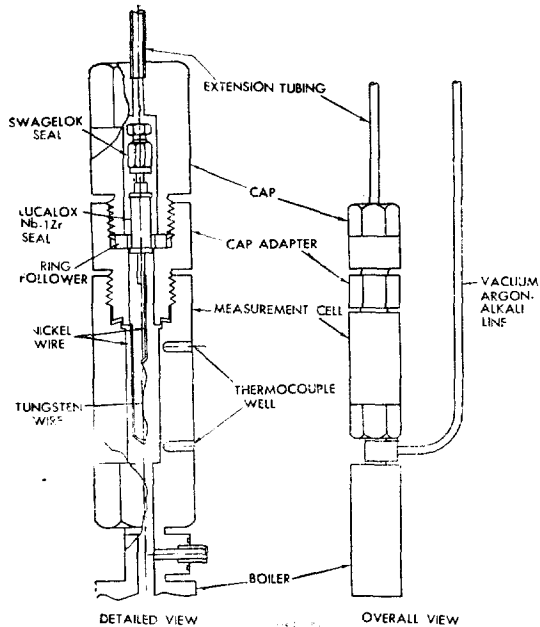 EXTENSION TUBING
SWAGELOK
SEAL
CAP
LUCALOX
Nb-1Zr
SEAL
CAP ADAPTER
RING
FOLLOWER
VACUUM
ARGON-
ALKALI
LINE
MEASUREMENT CELL
NICKEL
WIRE
THERMOCOUPLE
WELL
TUNGSTEN
WIRE
BOILER
DETAILED VIEW
OVERALL VIEW